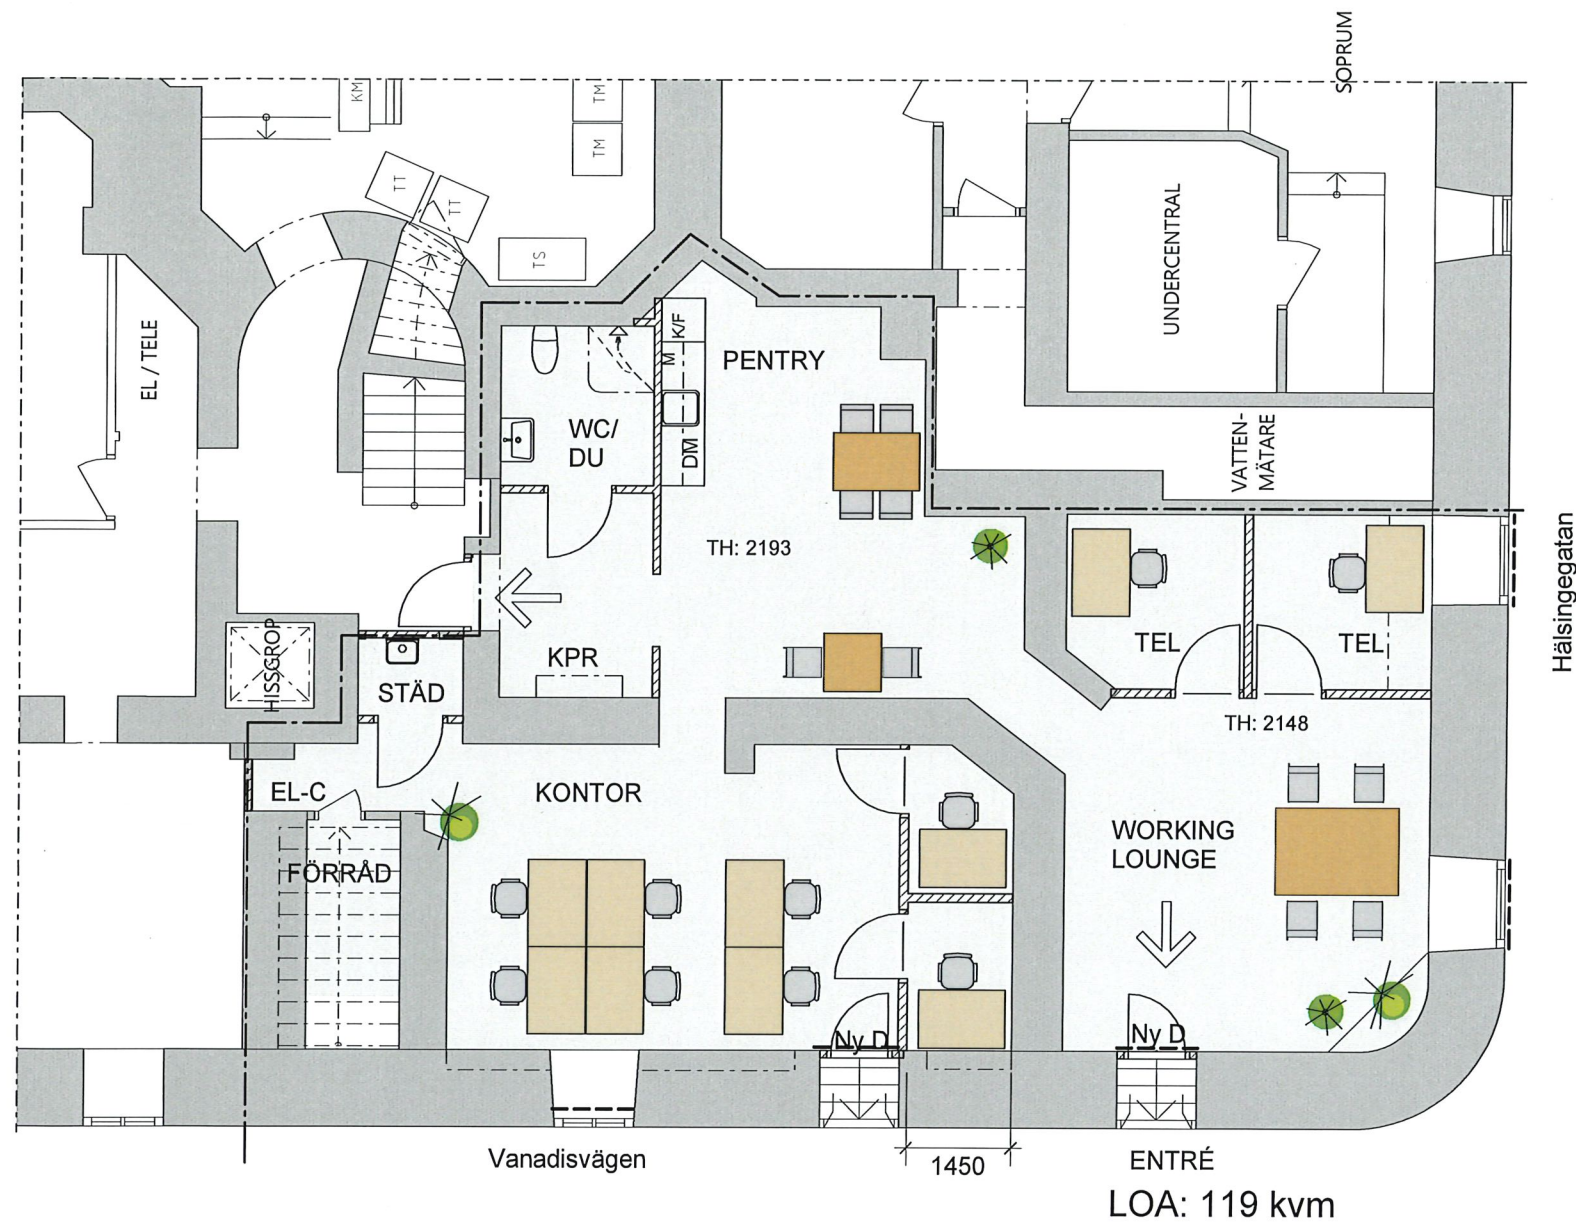 SOPRUM
KM
TM
TM
TT
TT
TS
UNDERCENTRAL
EL / TELE
K/F
M
PENTRY
WC/
DU
DM
VATTEN-
MÄTARE
TH: 2193
Hälsingegatan
HISSGROP
KPR
TEL
TEL
STÄD
TH: 2148
EL-C
KONTOR
WORKING
LOUNGE
FÖRRÅD
Ny D
Ny D
Vanadisvägen
1450
ENTRÉ
LOA: 119 kvm